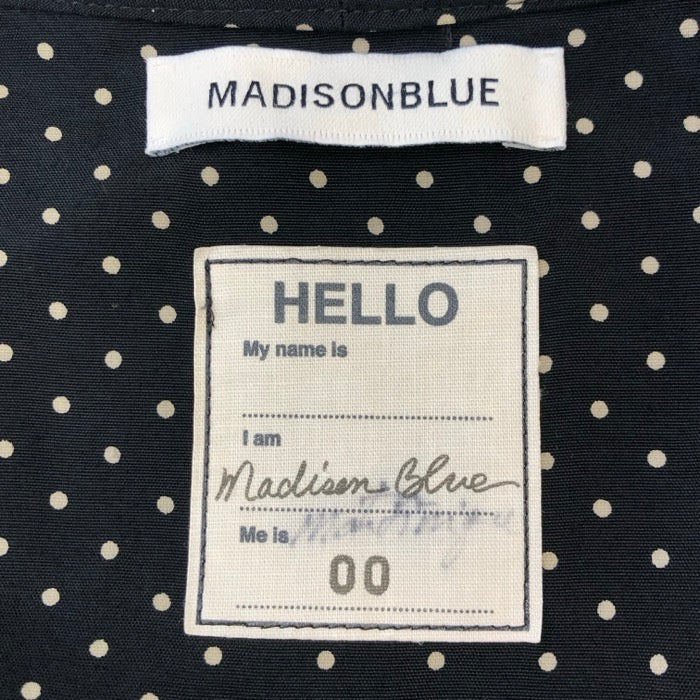 MADISONBLUE
HELLO
My name is
I am
Madison Blue
Me is
00